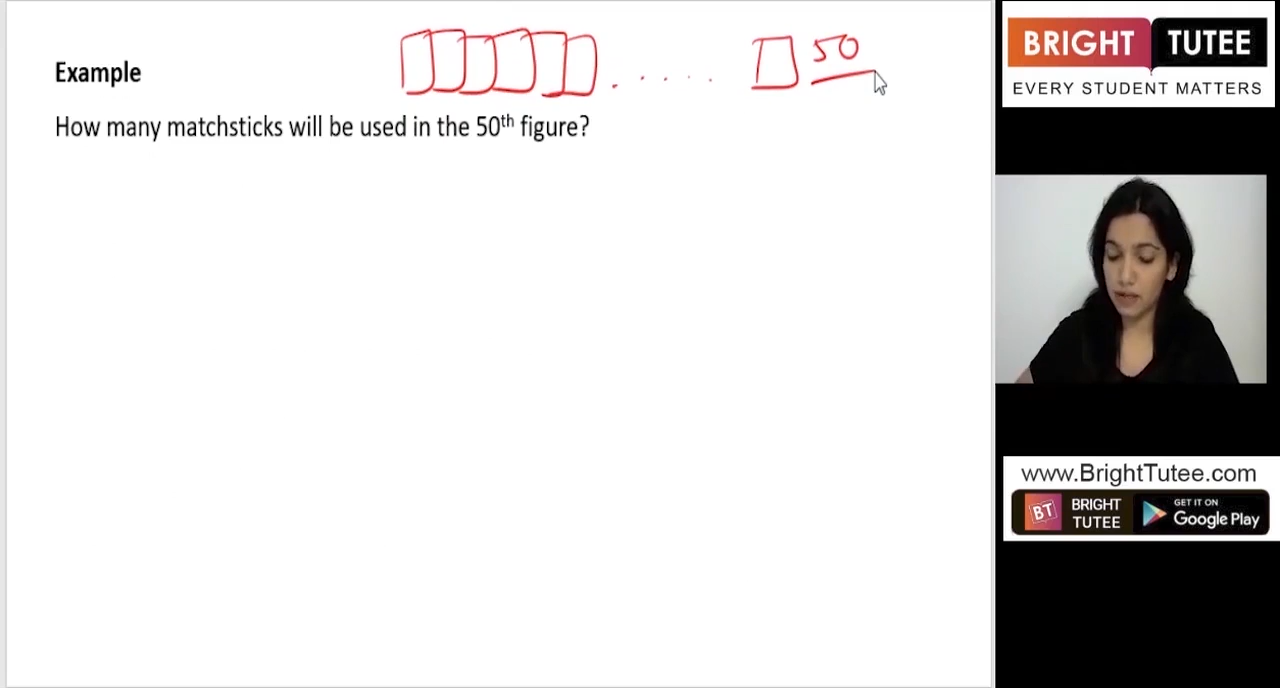 Example
50
How many matchsticks will be used in the 50th figure?
BRIGHT TUTEE
EVERY STUDENT MATTERS
www.BrightTutee.com
BT
BRIGHT
TUTEE
GET IT ON
Google Play